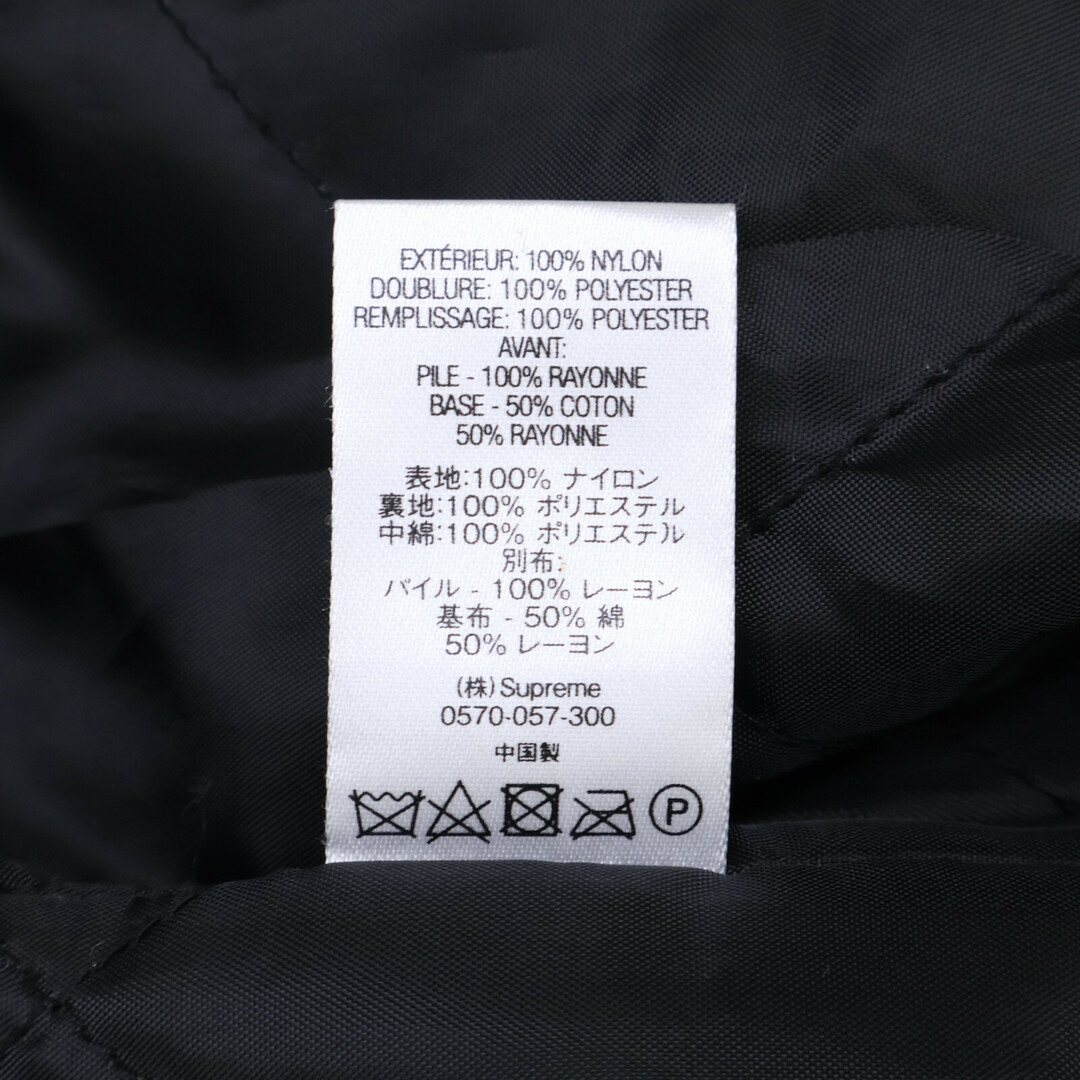 EXTÉRIEUR: 100% NYLON
DOUBLURE: 100% POLYESTER
REMPLISSAGE: 100% POLYESTER
AVANT:
PILE - 100% RAYONNE
BASE - 50% COTON
50% RAYONNE
表地:100% ナイロン
裏地:100% ポリエステル
中綿:100% ポリエステル
別布:
パイル - 100% レーヨン
基布 - 50% 綿
50% レーヨン
(株)Supreme
0570-057-300
中国製
P